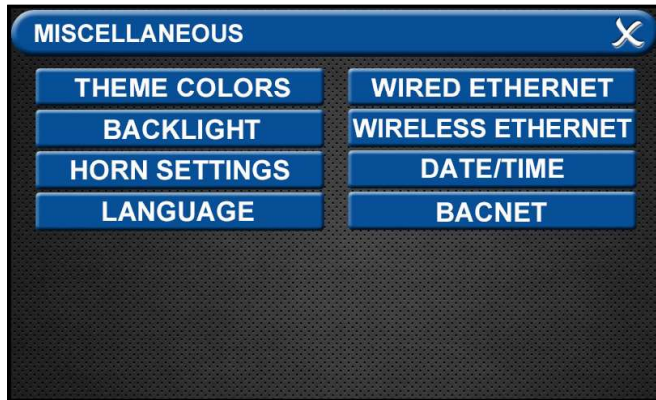 MISCELLANEOUS
THEME COLORS
WIRED ETHERNET
BACKLIGHT
WIRELESS ETHERNET
HORN SETTINGS
DATE/TIME
LANGUAGE
BACNET